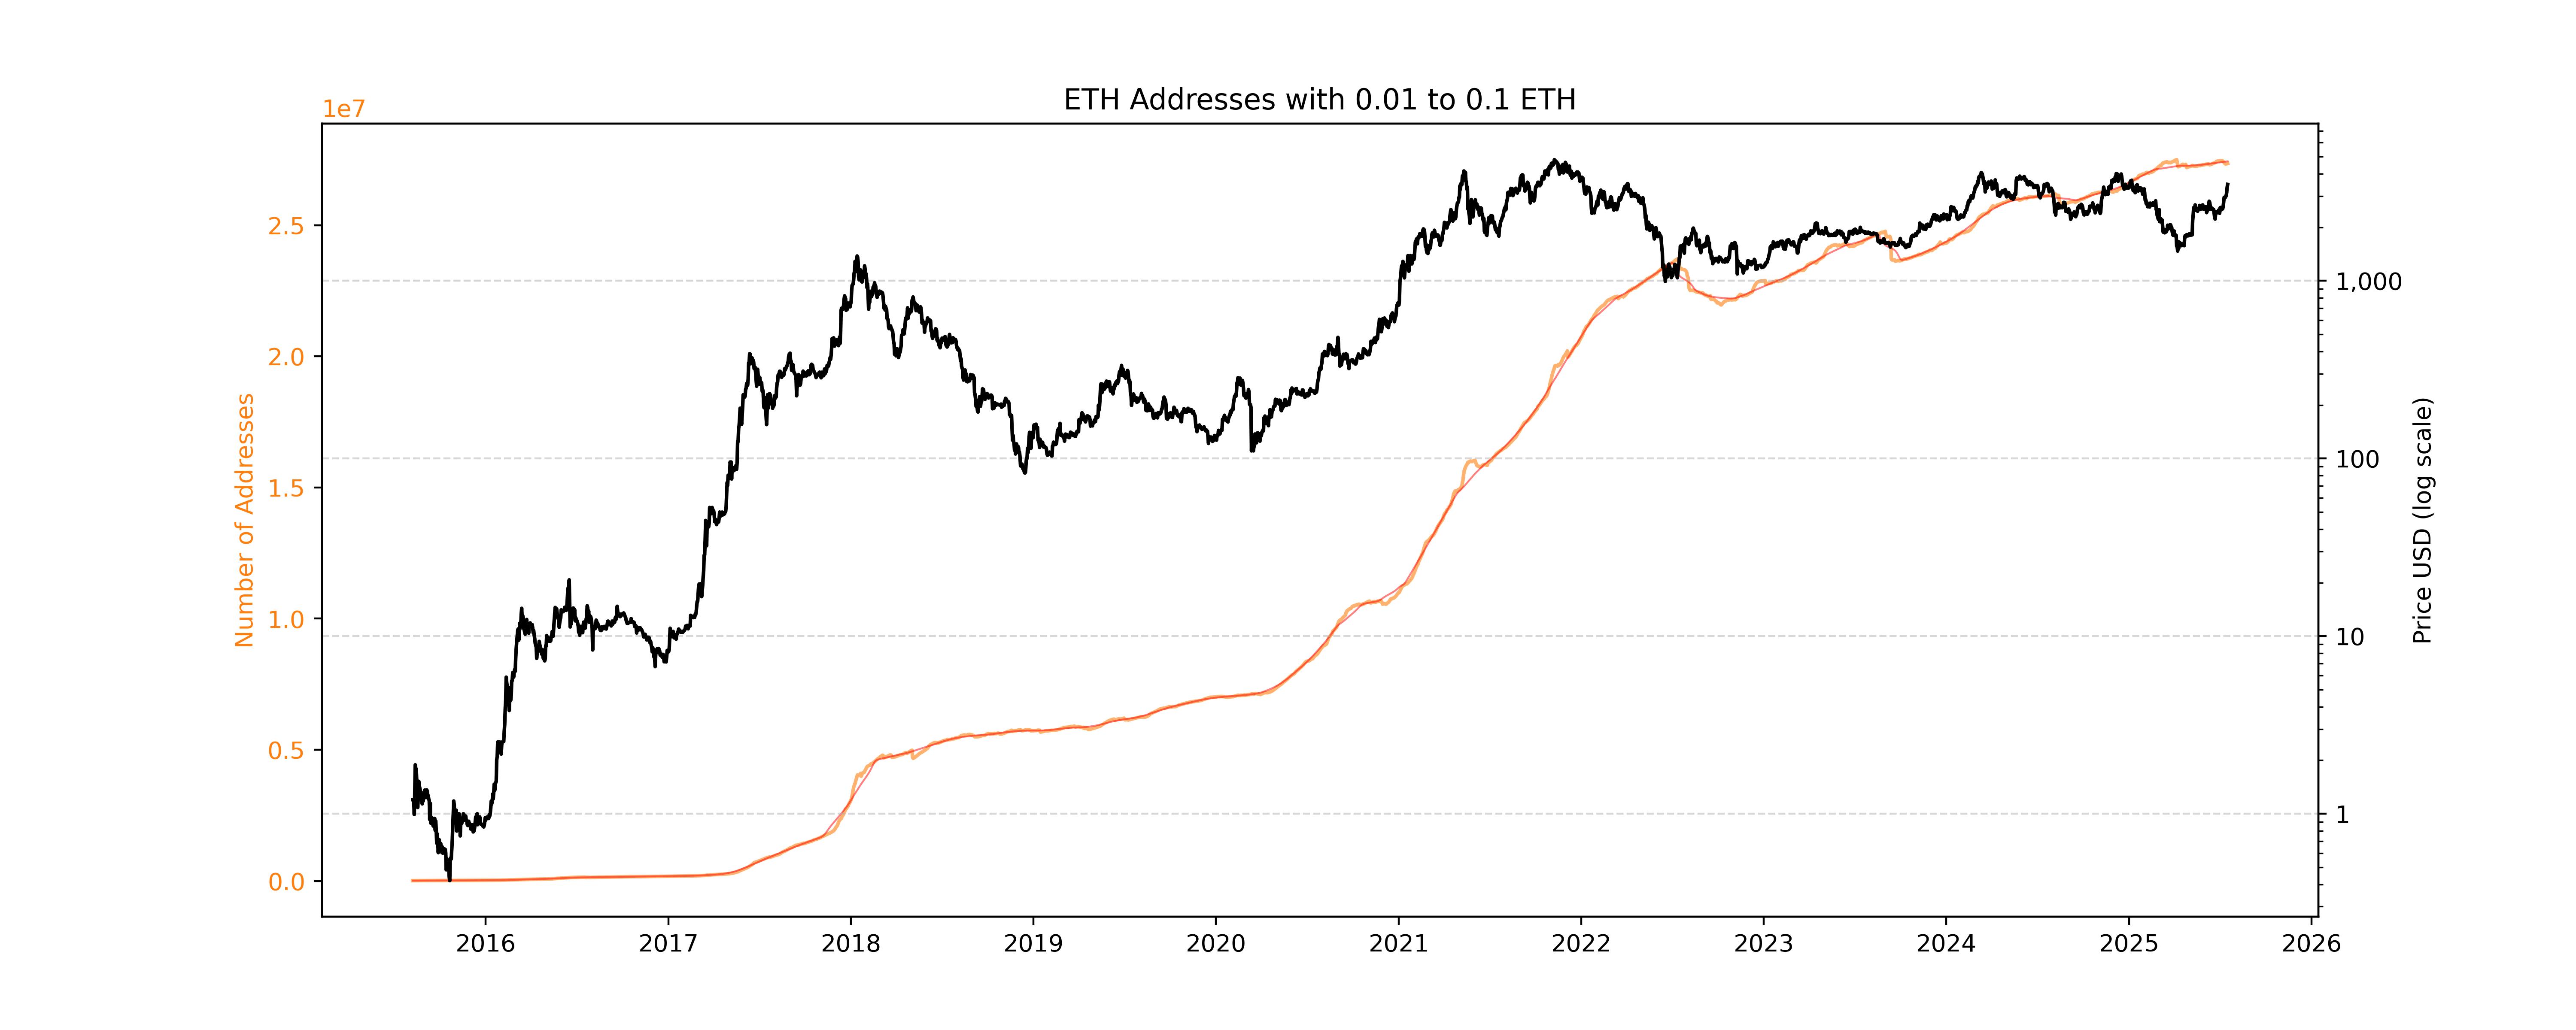 ETH Addresses with 0.01 to 0.1 ETH
1e7
Number of Addresses
2.5
2.0
1.5
1.0
0.5
0.0
1,000
100
10
1
Price USD (log scale)
2016 2017 2018 2019 2020 2021 2022 2023 2024 2025 2026